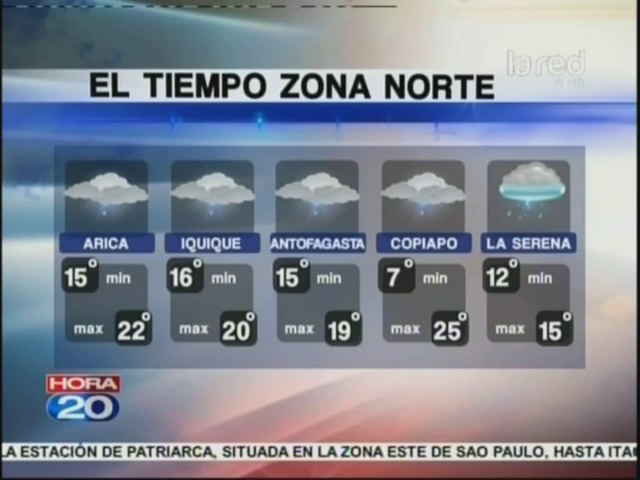 la red
EL TIEMPO ZONA NORTE
ARICA IQUIQUE ANTOFAGASTA COPIAPO LA SERENA
15° min 16° min 15° min 7° min 12° min
max 22° max 20° max 19° max 25° max 15°
HORA
20
LA ESTACIÓN DE PATRIARCA, SITUADA EN LA ZONA ESTE DE SAO PAULO, HASTA ITAQ